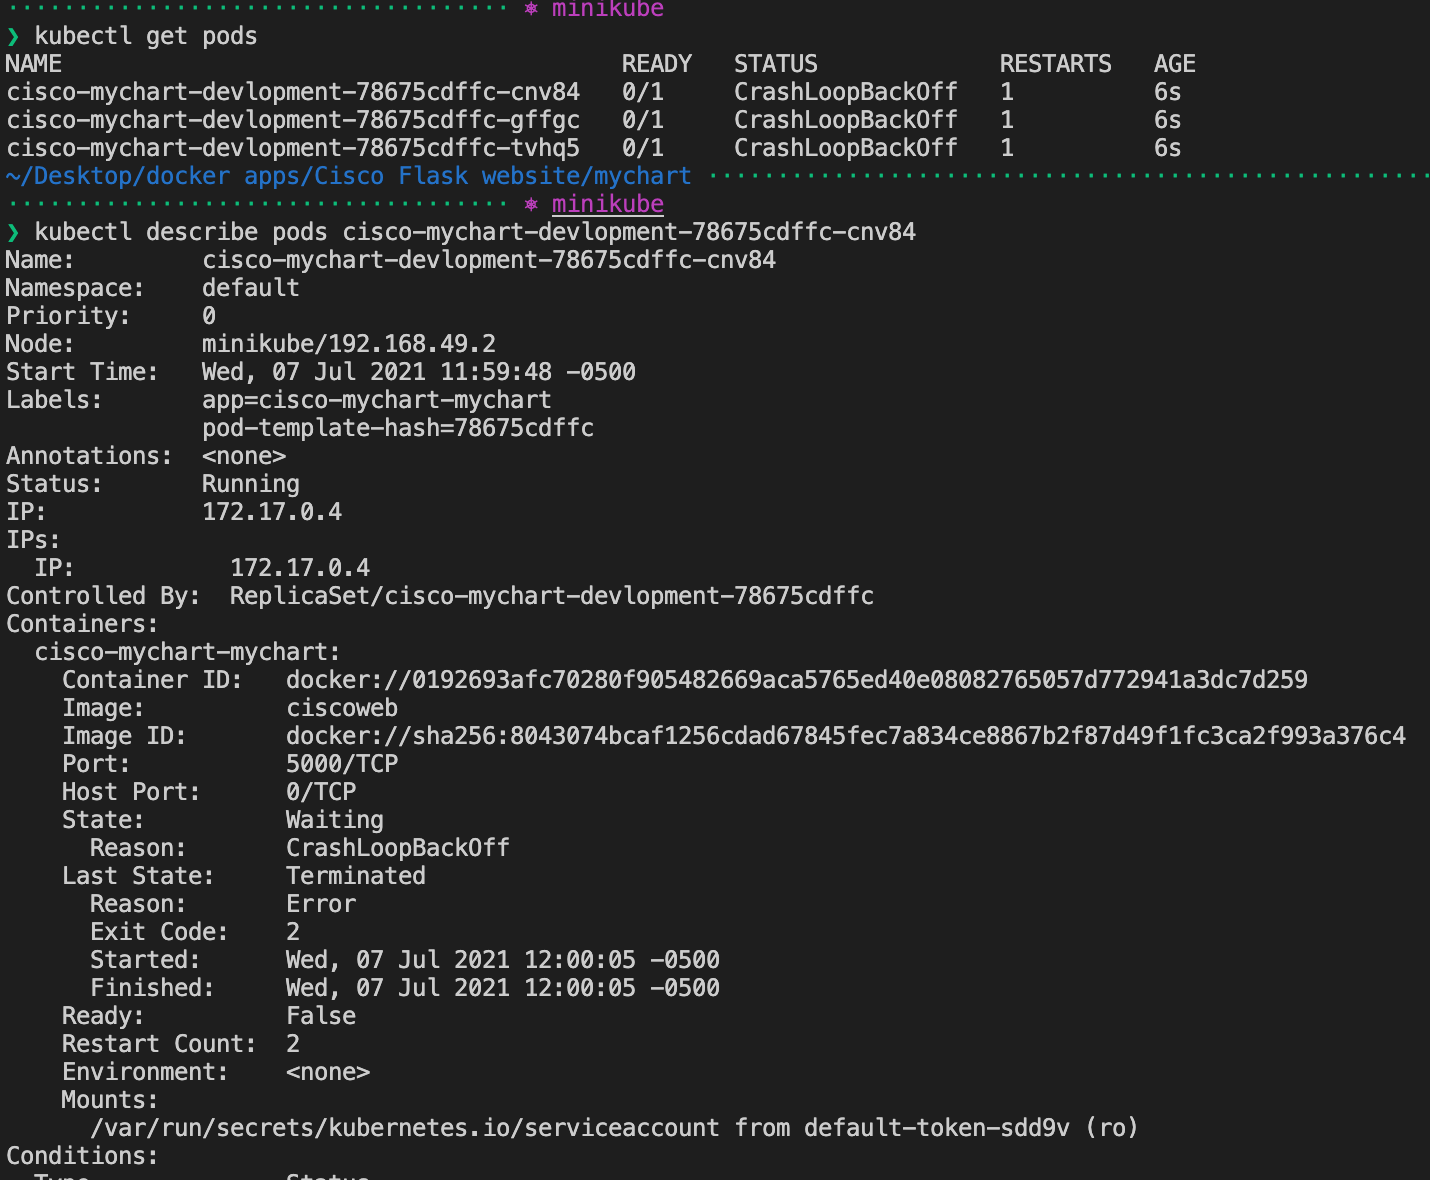 minikube
❯ kubectl get pods
NAME READY STATUS RESTARTS AGE
cisco-mychart-devlopment-78675cdffc-cnv84 0/1 CrashLoopBackOff 1 6s
cisco-mychart-devlopment-78675cdffc-gffgc 0/1 CrashLoopBackOff 1 6s
cisco-mychart-devlopment-78675cdffc-tvhq5 0/1 CrashLoopBackOff 1 6s
~/Desktop/docker apps/Cisco Flask website/mychart
minikube
❯ kubectl describe pods cisco-mychart-devlopment-78675cdffc-cnv84
Name: cisco-mychart-devlopment-78675cdffc-cnv84
Namespace: default
Priority: 0
Node: minikube/192.168.49.2
Start Time: Wed, 07 Jul 2021 11:59:48 -0500
Labels: app=cisco-mychart-mychart
pod-template-hash=78675cdffc
Annotations: <none>
Status: Running
IP: 172.17.0.4
IPs:
IP: 172.17.0.4
Controlled By: ReplicaSet/cisco-mychart-devlopment-78675cdffc
Containers:
cisco-mychart-mychart:
Container ID: docker://0192693afc70280f905482669aca5765ed40e08082765057d772941a3dc7d259
Image: ciscoweb
Image ID: docker://sha256:8043074bcaf1256cdad67845fec7a834ce8867b2f87d49f1fc3ca2f993a376c4
Port: 5000/TCP
Host Port: 0/TCP
State: Waiting
Reason: CrashLoopBackOff
Last State: Terminated
Reason: Error
Exit Code: 2
Started: Wed, 07 Jul 2021 12:00:05 -0500
Finished: Wed, 07 Jul 2021 12:00:05 -0500
Ready: False
Restart Count: 2
Environment: <none>
Mounts:
/var/run/secrets/kubernetes.io/serviceaccount from default-token-sdd9v (ro)
Conditions:
Type Status